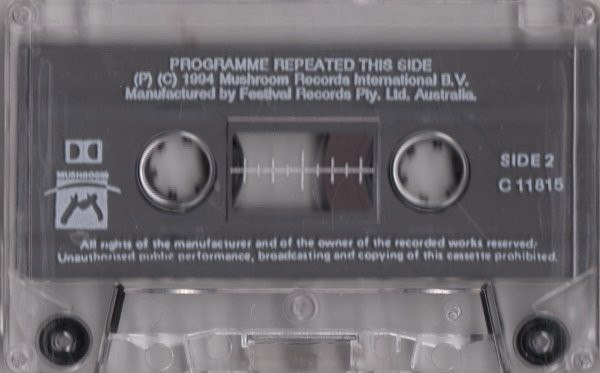 PROGRAMME REPEATED THIS SIDE
(P) (C) 1994 Mushroom Records International B.V.
Manufactured by Festival Records Pty. Ltd. Australia.
MUSHROOM
SIDE 2
C 11815
All rights of the manufacturer and of the owner of the recorded works reserved;
Unauthorised public performance, broadcasting and copying of this cassette prohibited.